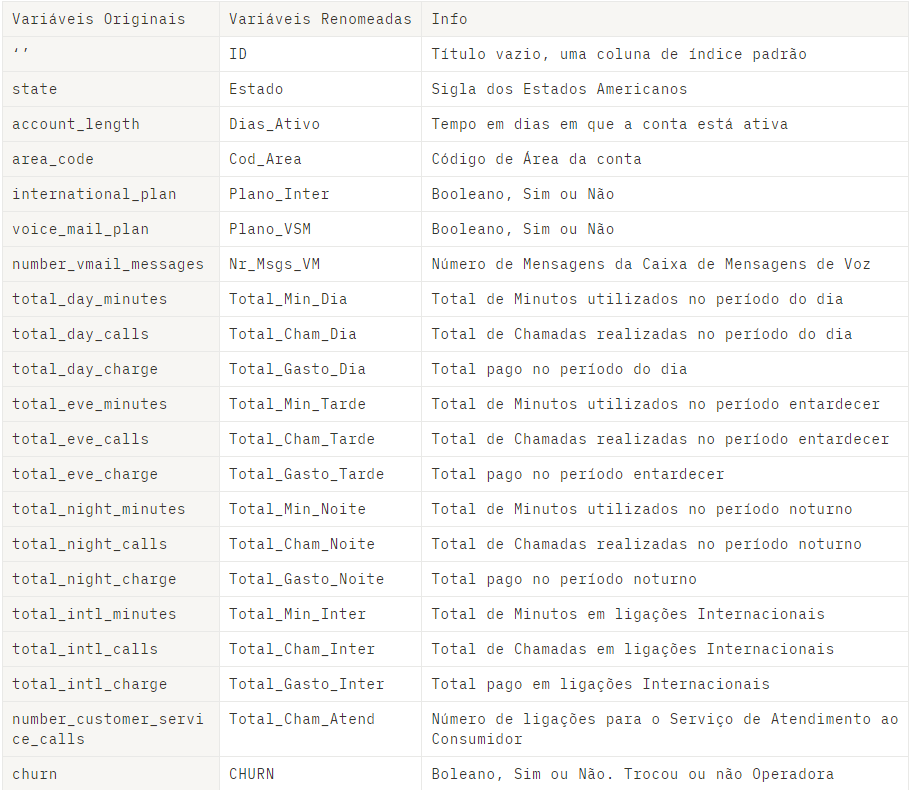 Variáveis Originais Variáveis Renomeadas Info
‘’ ID Título vazio, uma coluna de índice padrão
state Estado Sigla dos Estados Americanos
account_length Dias_Ativo Tempo em dias em que a conta está ativa
area_code Cod_Area Código de Área da conta
international_plan Plano_Inter Booleano, Sim ou Não
voice_mail_plan Plano_VSM Booleano, Sim ou Não
number_vmail_messages Nr_Msgs_VM Número de Mensagens da Caixa de Mensagens de Voz
total_day_minutes Total_Min_Dia Total de Minutos utilizados no período do dia
total_day_calls Total_Cham_Dia Total de Chamadas realizadas no período do dia
total_day_charge Total_Gasto_Dia Total pago no período do dia
total_eve_minutes Total_Min_Tarde Total de Minutos utilizados no período entardecer
total_eve_calls Total_Cham_Tarde Total de Chamadas realizadas no período entardecer
total_eve_charge Total_Gasto_Tarde Total pago no período entardecer
total_night_minutes Total_Min_Noite Total de Minutos utilizados no período noturno
total_night_calls Total_Cham_Noite Total de Chamadas realizadas no período noturno
total_night_charge Total_Gasto_Noite Total pago no período noturno
total_intl_minutes Total_Min_Inter Total de Minutos em ligações Internacionais
total_intl_calls Total_Cham_Inter Total de Chamadas em ligações Internacionais
total_intl_charge Total_Gasto_Inter Total pago em ligações Internacionais
number_customer_servi Total_Cham_Atend Número de ligações para o Serviço de Atendimento ao
ce_calls Consumidor
churn CHURN Boleano, Sim ou Não. Trocou ou não Operadora